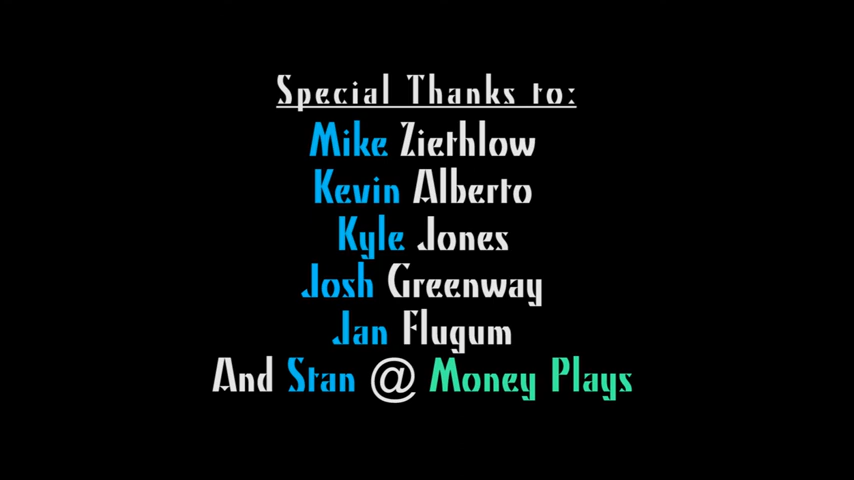 Special Thanks to:
Mike Ziethlow
Kevin Alberto
Kyle Jones
Josh Greenway
Jan Flugum
And Stan @ Money Plays